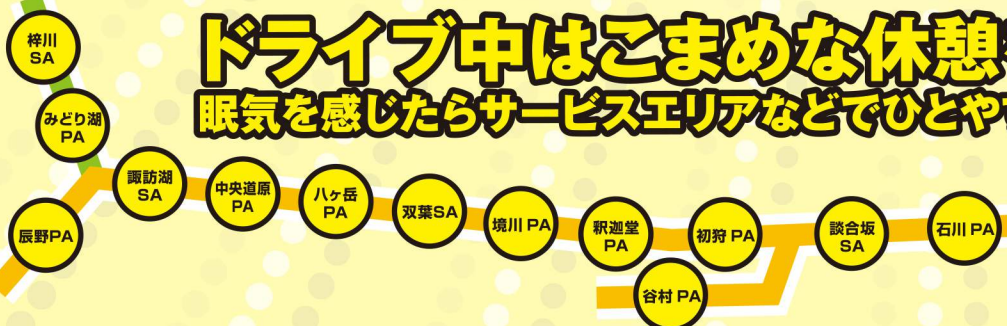 ドライブ中はこまめな休憩
眠気を感じたらサービスエリアなどでひとや
梓川
SA
みどり湖
PA
辰野PA
諏訪湖
SA
中央道原
PA
八ヶ岳
PA
双葉SA
境川 PA
釈迦堂
PA
谷村 PA
初狩 PA
談合坂
SA
石川 PA